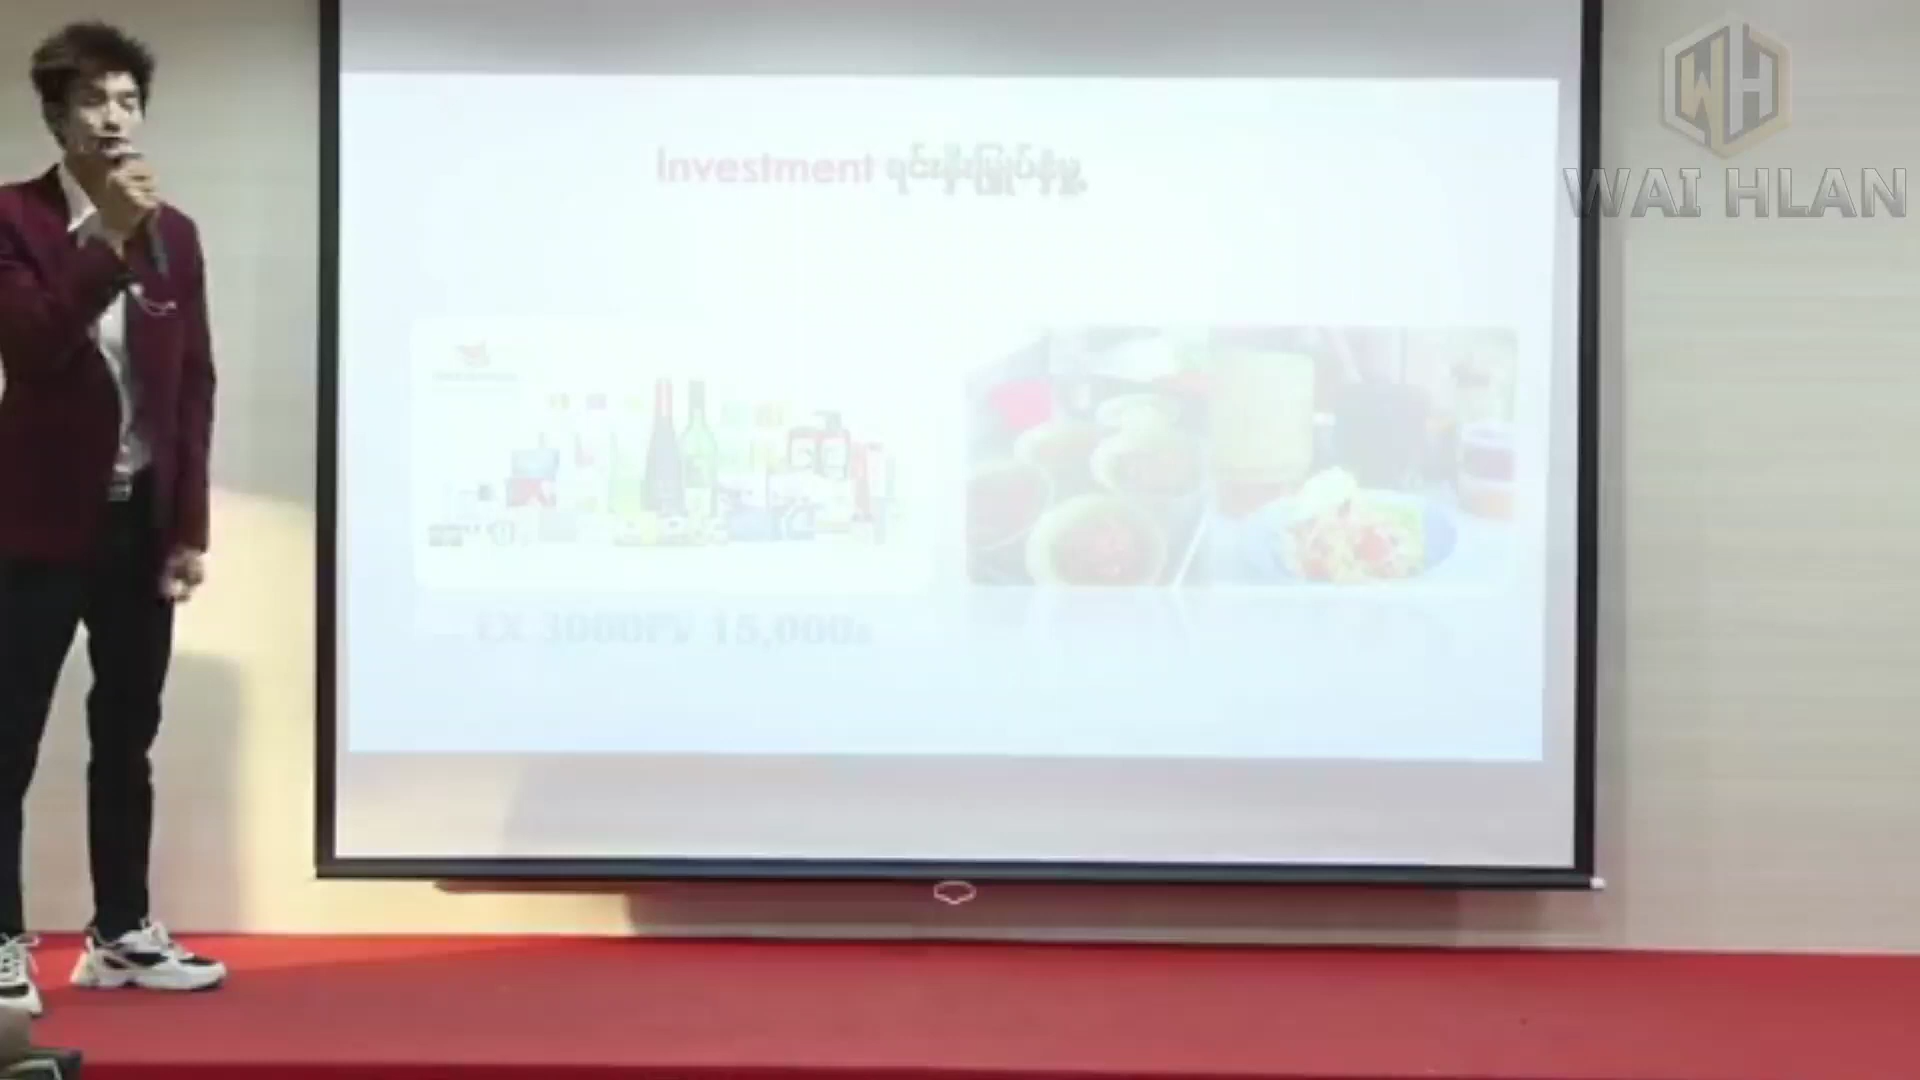 WH
WAI HLAN
Investment ရင်းနှီးမြှုပ်နှံမှု
EX 3000PV 15,000฿